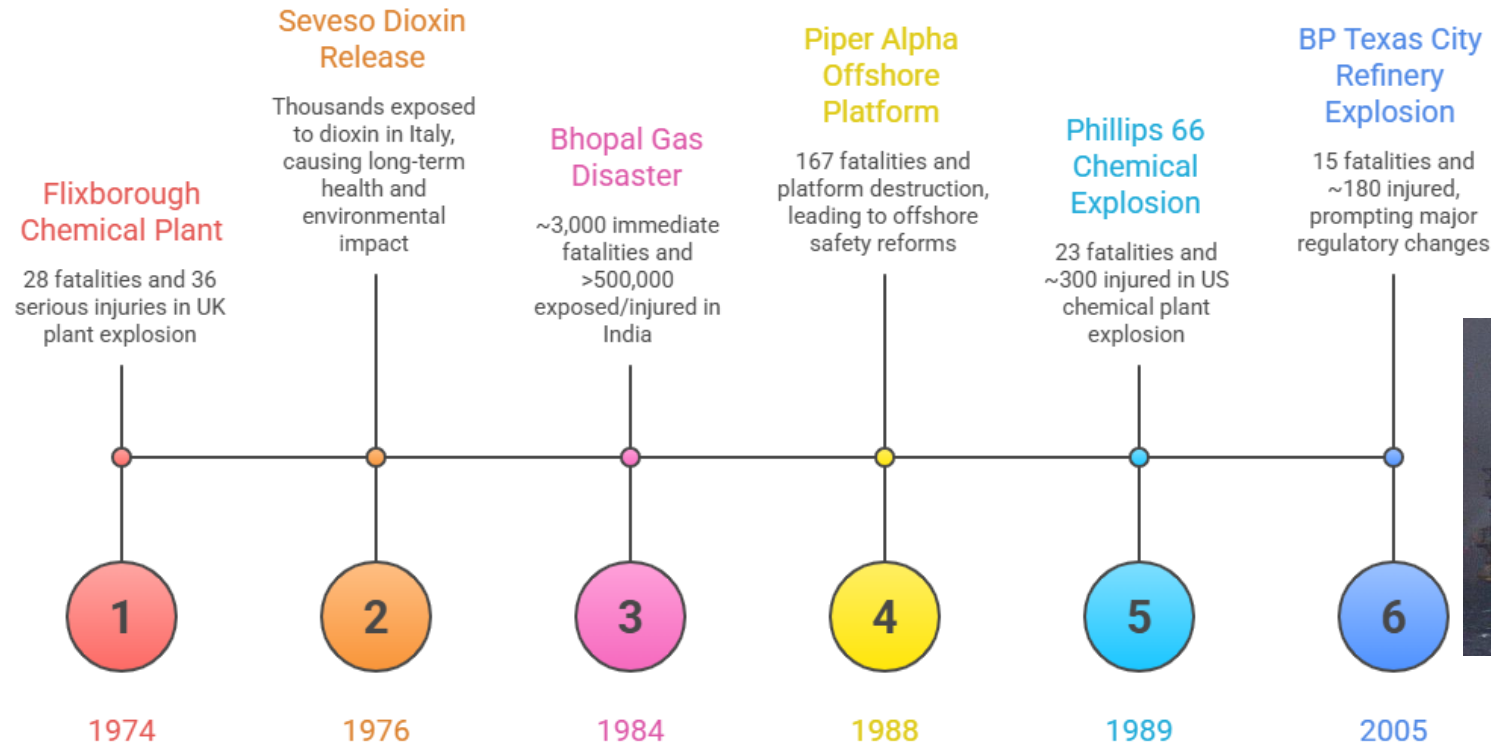 Flixborough
Chemical Plant
28 fatalities and 36
serious injuries in UK
plant explosion
1
1974
Seveso Dioxin
Release
Thousands exposed
to dioxin in Italy,
causing long-term
health and
environmental
impact
2
1976
Bhopal Gas
Disaster
~3,000 immediate
fatalities and
>500,000
exposed/injured in
India
3
1984
Piper Alpha
Offshore
Platform
167 fatalities and
platform destruction,
leading to offshore
safety reforms
4
1988
Phillips 66
Chemical
Explosion
23 fatalities and
~300 injured in US
chemical plant
explosion
5
1989
BP Texas City
Refinery
Explosion
15 fatalities and
~180 injured,
prompting major
regulatory changes
6
2005